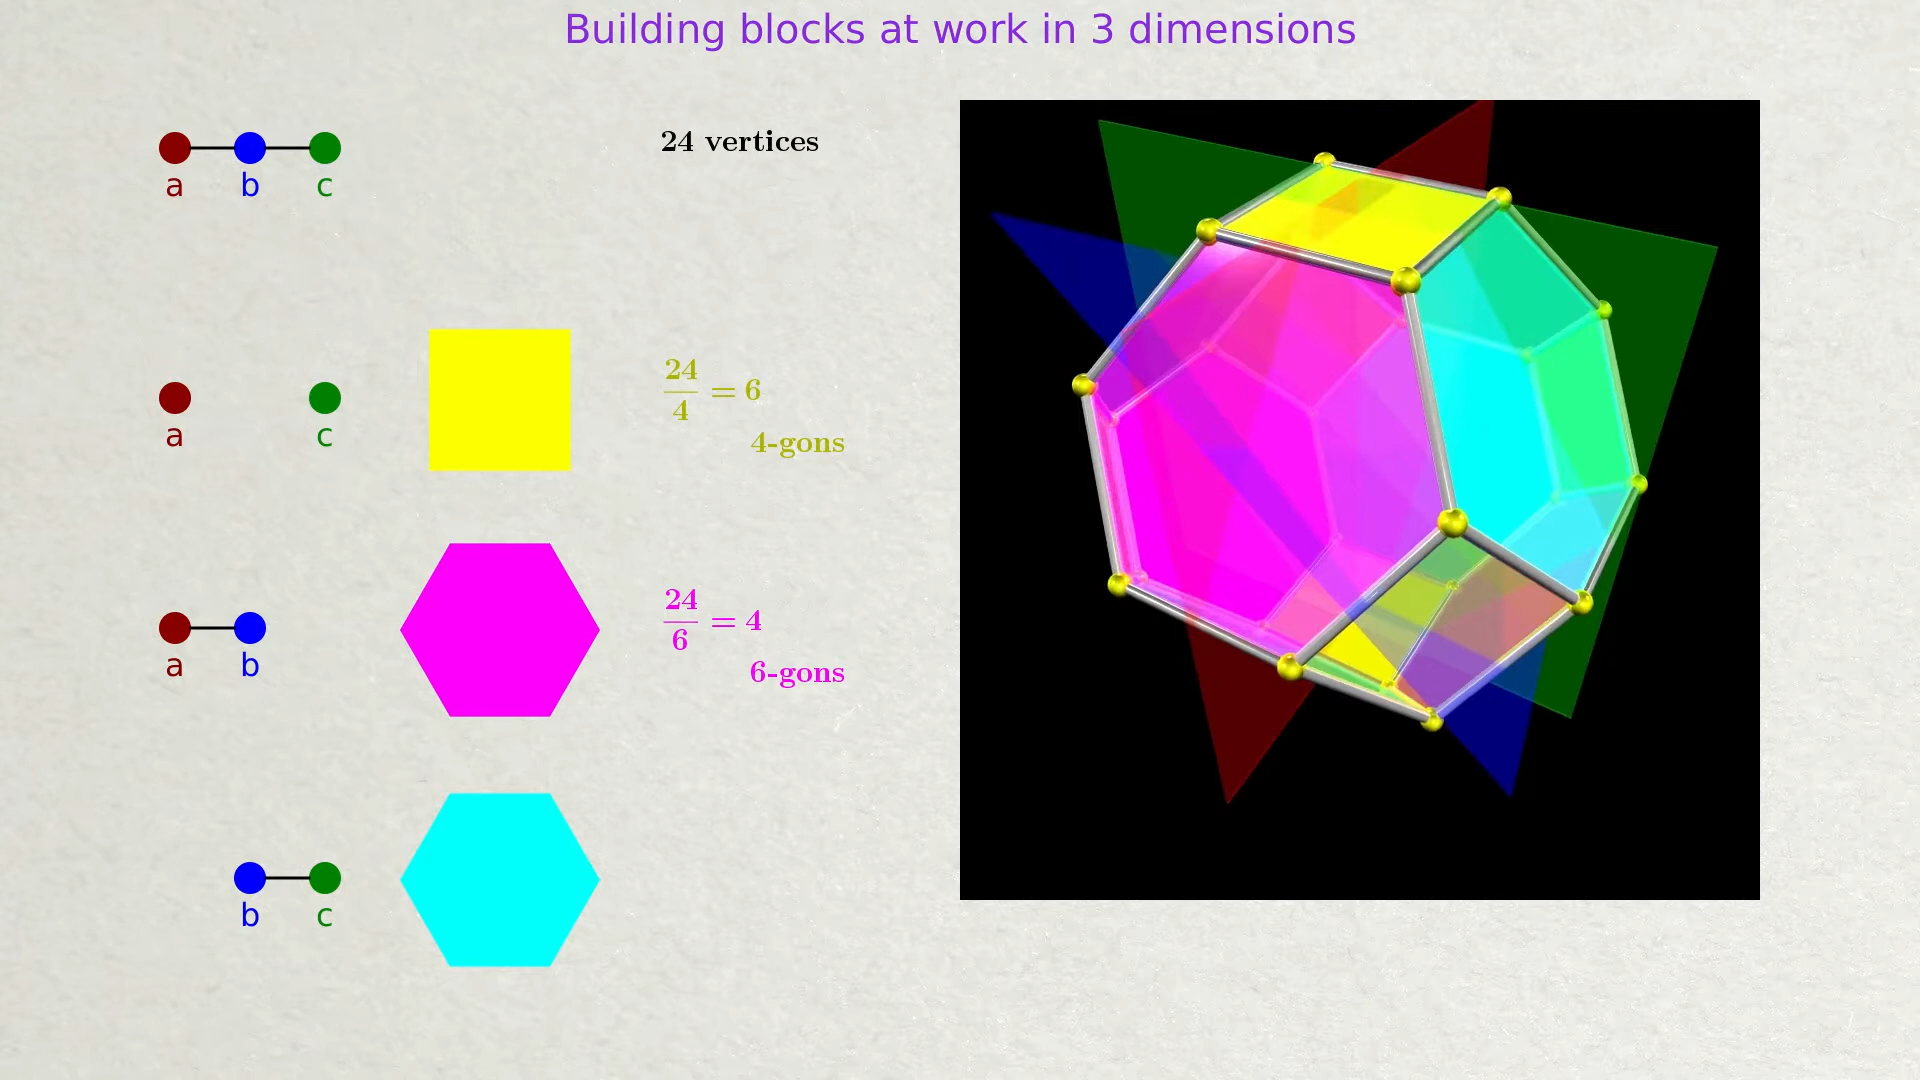 Building blocks at work in 3 dimensions
a b c
24 vertices
a c
24/4 = 6
4-gons
a b
24/6 = 4
6-gons
b c